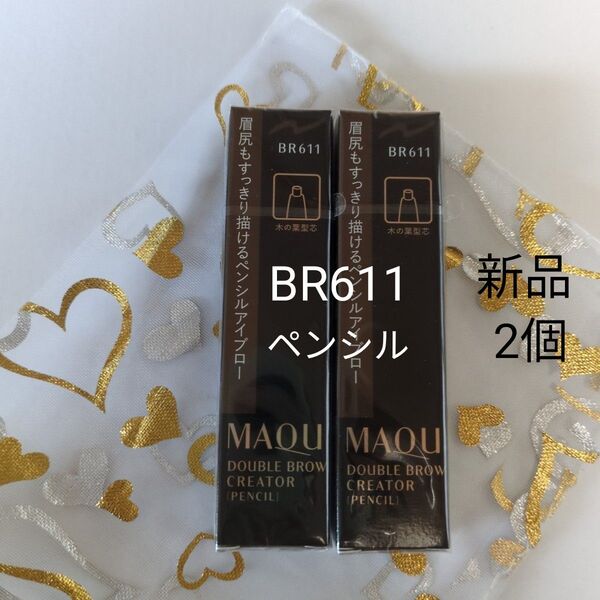 BR611
木の葉型芯
眉尻もすっきり描けるペンシルアイブロー
MAQU
DOUBLE BROW
CREATOR
[PENCIL]
BR611
木の葉型芯
眉尻もすっきり描けるペンシルアイブロー
MAQU
DOUBLE BROW
CREATOR
[PENCIL]
BR611
ペンシル
新品
2個